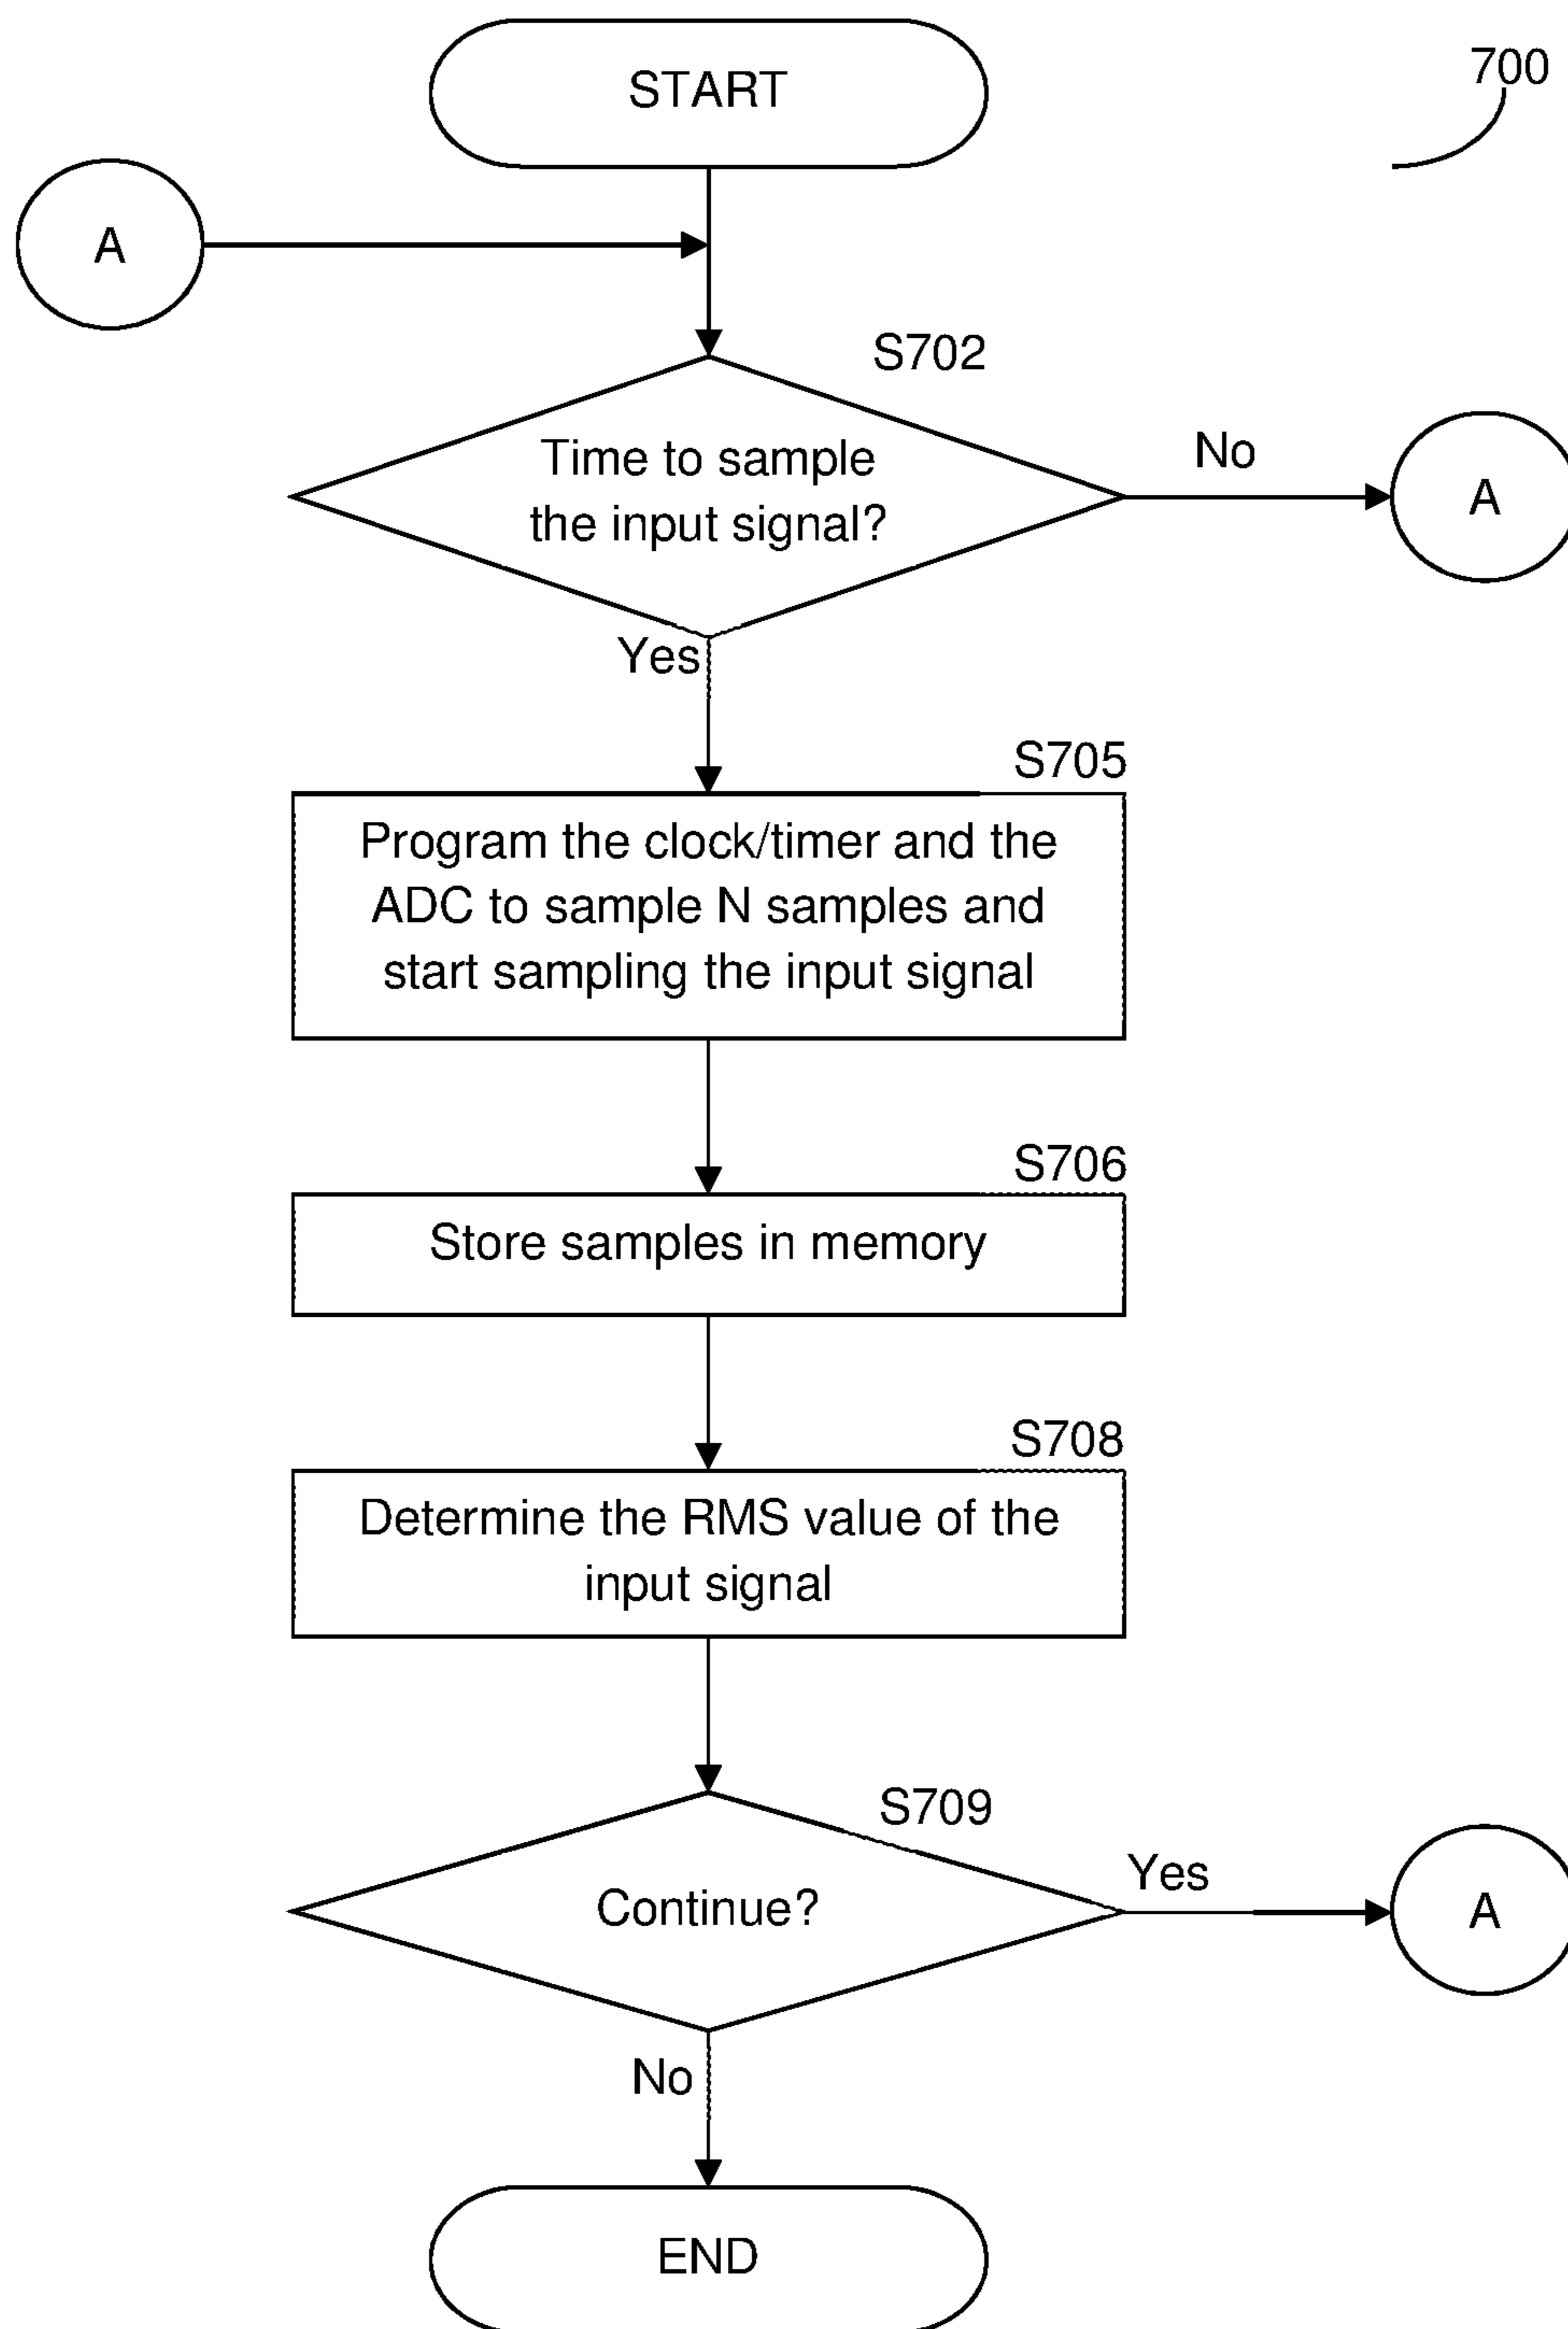 START
700
A
S702
Time to sample
the input signal?
No
A
Yes
S705
Program the clock/timer and the
ADC to sample N samples and
start sampling the input signal
S706
Store samples in memory
S708
Determine the RMS value of the
input signal
S709
Continue?
Yes
A
No
END